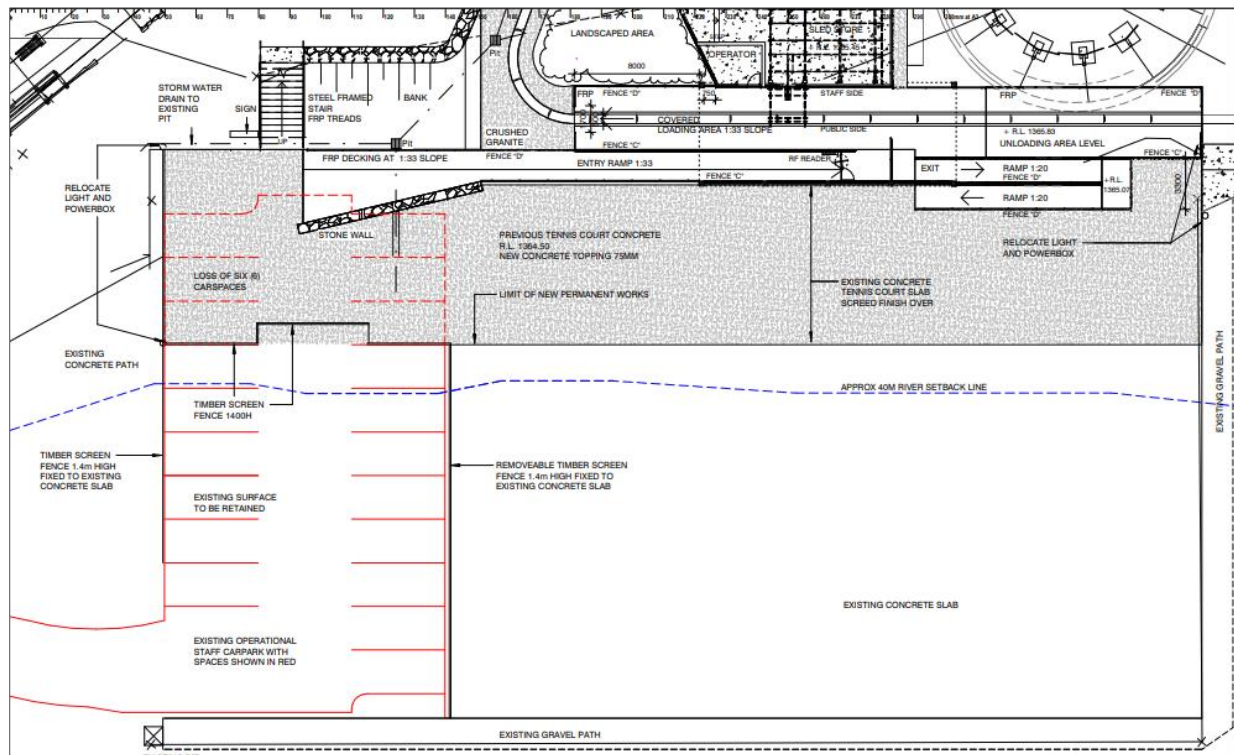 10 20 30
LANDSCAPED AREA
SLED STORE
OPERATOR
8000
750
STORM WATER
DRAIN TO
EXISTING
PIT
SIGN
STEEL FRAMED
STAIR
FRP TREADS
BANK
UP
Pit
Pit
CRUSHED
GRANITE
FRP
FENCE "D"
STAFF SIDE
COVERED
LOADING AREA 1:33 SLOPE
PUBLIC SIDE
FENCE "C"
FRP
FENCE "D"
+ R.L. 1365.83
UNLOADING AREA LEVEL
FENCE "C"
FRP DECKING AT 1:33 SLOPE
FENCE "D"
ENTRY RAMP 1:33
RF READER
FENCE "C"
EXIT
RAMP 1:20
FENCE "D"
RAMP 1:20
FENCE "D"
+R.L.
1365.07
3300
RELOCATE
LIGHT AND
POWERBOX
STONE WALL
PREVIOUS TENNIS COURT CONCRETE
R.L. 1364.50
NEW CONCRETE TOPPING 75MM
RELOCATE LIGHT
AND POWERBOX
LOSS OF SIX (6)
CARSPACES
LIMIT OF NEW PERMANENT WORKS
EXISTING CONCRETE
TENNIS COURT SLAB
SCREED FINISH OVER
EXISTING
CONCRETE PATH
EXISTING GRAVEL PATH
APPROX 40M RIVER SETBACK LINE
TIMBER SCREEN
FENCE 1400H
TIMBER SCREEN
FENCE 1.4m HIGH
FIXED TO EXISTING
CONCRETE SLAB
REMOVEABLE TIMBER SCREEN
FENCE 1.4m HIGH FIXED TO
EXISTING CONCRETE SLAB
EXISTING SURFACE
TO BE RETAINED
EXISTING CONCRETE SLAB
EXISTING OPERATIONAL
STAFF CARPARK WITH
SPACES SHOWN IN RED
EXISTING GRAVEL PATH